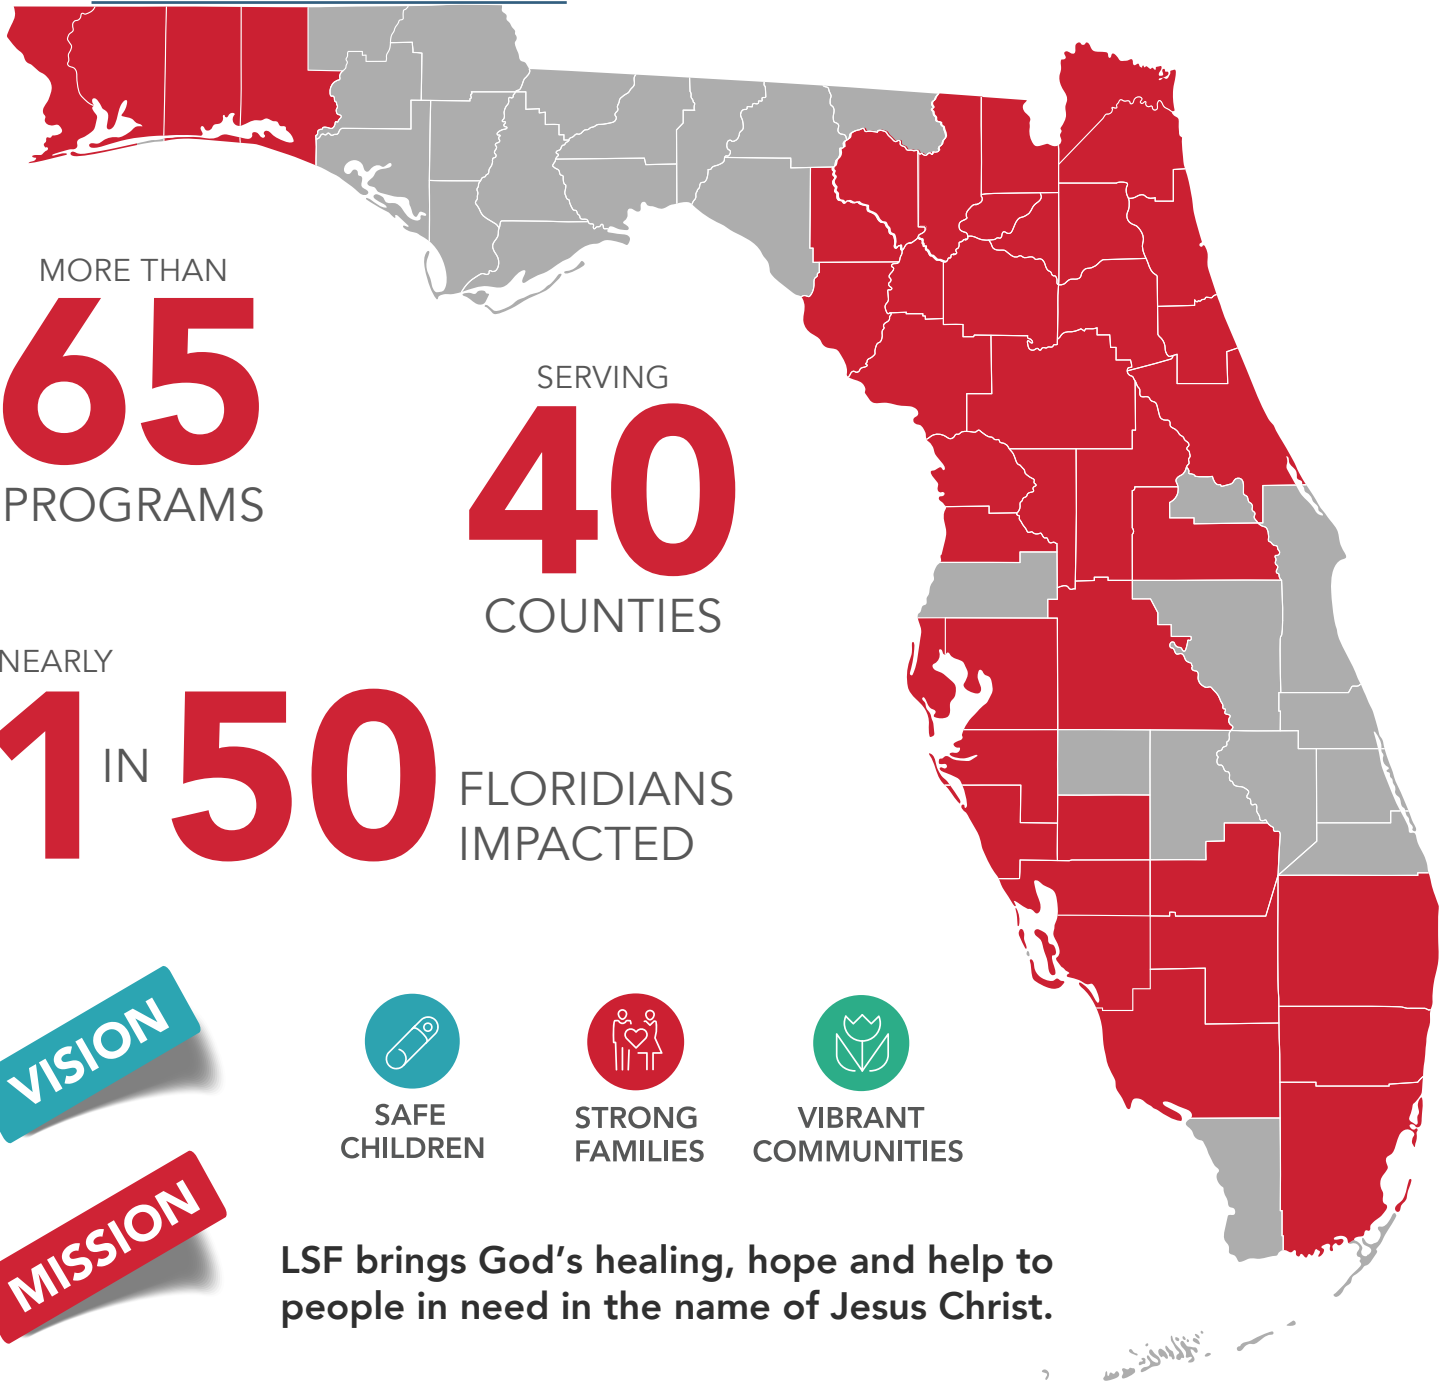 MORE THAN
65
PROGRAMS
SERVING
40
COUNTIES
NEARLY
1 IN 50
FLORIDIANS
IMPACTED
VISION
SAFE
CHILDREN
STRONG
FAMILIES
VIBRANT
COMMUNITIES
MISSION
LSF brings God's healing, hope and help to
people in need in the name of Jesus Christ.